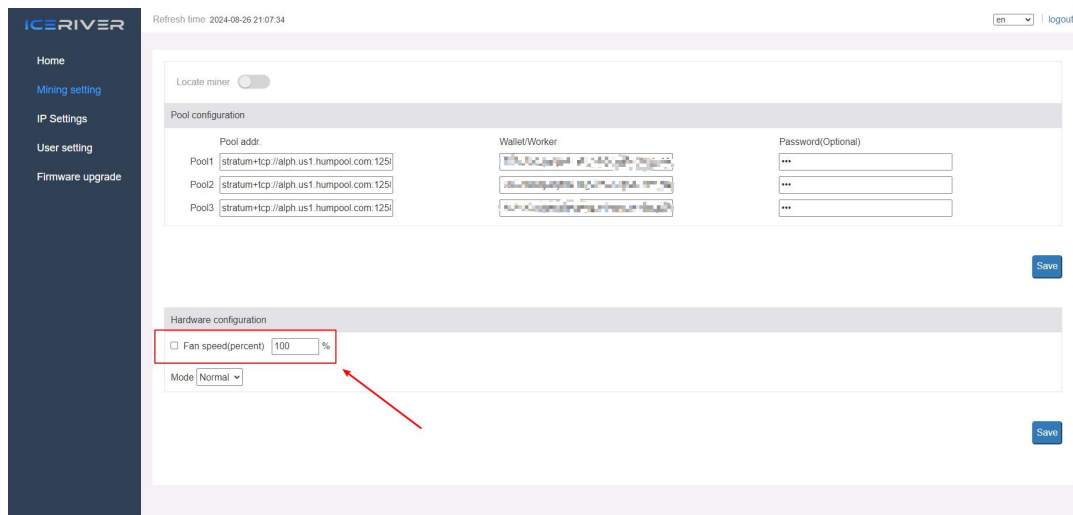 ICERIVER
Refresh time 2024-08-26 21:07:34
en
logout
Home
Mining setting
IP Settings
User setting
Firmware upgrade
Locate miner
Pool configuration
Pool addr. Wallet/Worker Password(Optional)
Pool1 stratum+tcp://alph.us1.humpool.com:125 •••
Pool2 stratum+tcp://alph.us1.humpool.com:125 •••
Pool3 stratum+tcp://alph.us1.humpool.com:125 •••
Save
Hardware configuration
Fan speed(percent) 100 %
Mode Normal
Save